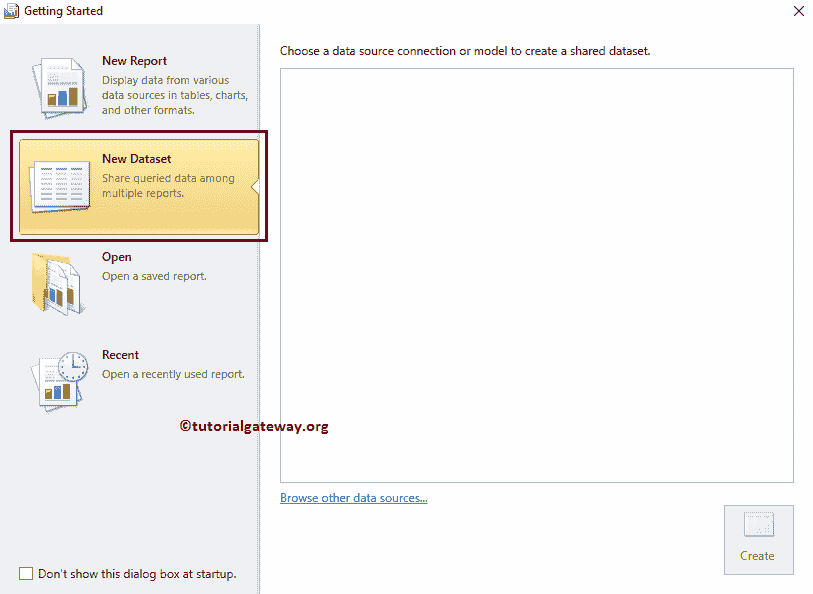 Getting Started
New Report
Display data from various
data sources in tables, charts,
and other formats.
New Dataset
Share queried data among
multiple reports.
Open
Open a saved report.
Recent
Open a recently used report.
©tutorialgateway.org
Don't show this dialog box at startup.
Choose a data source connection or model to create a shared dataset.
Browse other data sources...
Create